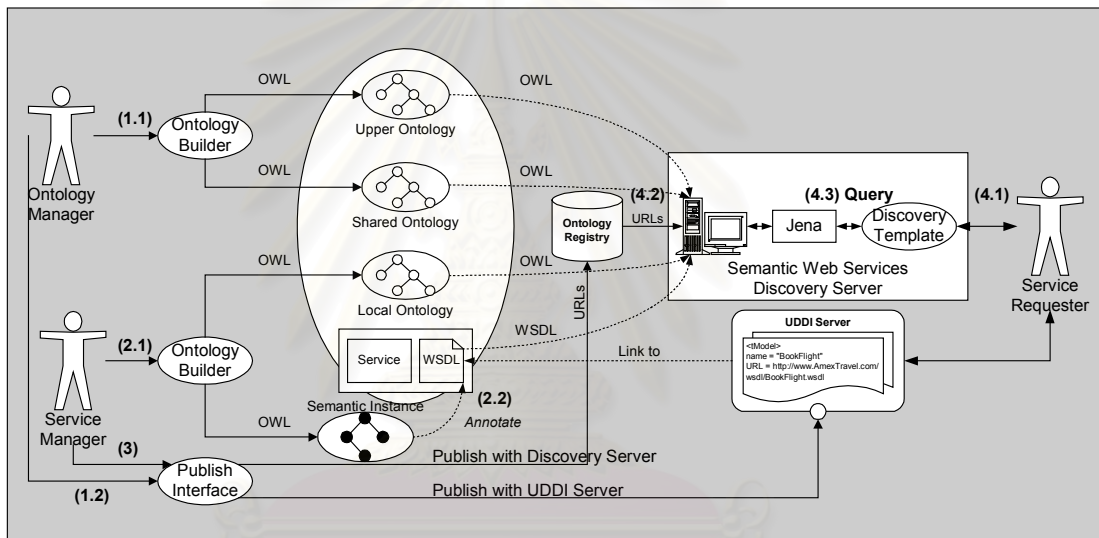 OWL
OWL
Upper Ontology
(1.1)
Ontology
Builder
Ontology
Manager
OWL
OWL
Shared Ontology
Ontology
Registry
(4.2)
URLs
(4.3) Query
Jena
Discovery
Template
(4.1)
Semantic Web Services
Discovery Server
Service
Requester
OWL
OWL
Local Ontology
URLs
WSDL
UDDI Server
<tModel>
name = "BookFlight"
URL = http://www.AmexTravel.com/
wsdl/BookFlight.wsdl
(2.1)
Ontology
Builder
Service
WSDL
Link to
Service
Manager
OWL
Semantic Instance
(2.2)
Annotate
(3)
(1.2)
Publish
Interface
Publish with Discovery Server
Publish with UDDI Server